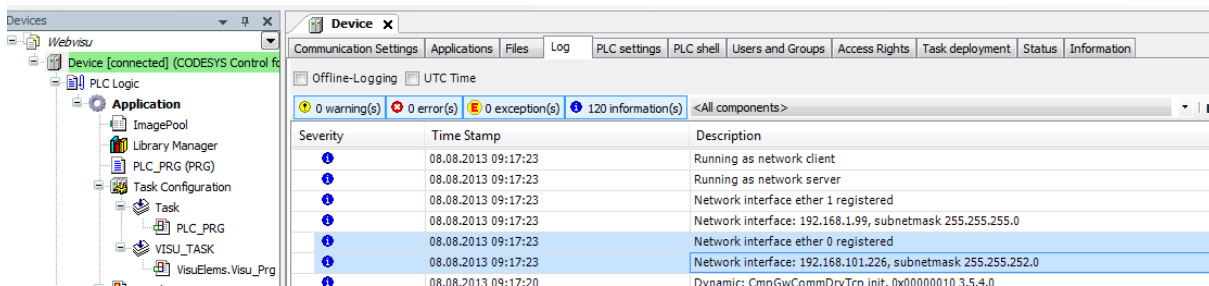 Devices
Webvisu
Device [connected] (CODESYS Control fo
PLC Logic
Application
ImagePool
Library Manager
PLC_PRG (PRG)
Task Configuration
Task
PLC_PRG
VISU_TASK
VisuElems.Visu_Prg
Device
Communication Settings Applications Files Log PLC settings PLC shell Users and Groups Access Rights Task deployment Status Information
Offline-Logging UTC Time
0 warning(s) 0 error(s) 0 exception(s) 120 information(s) <All components>
Severity Time Stamp Description
08.08.2013 09:17:23 Running as network client
08.08.2013 09:17:23 Running as network server
08.08.2013 09:17:23 Network interface ether 1 registered
08.08.2013 09:17:23 Network interface: 192.168.1.99, subnetmask 255.255.255.0
08.08.2013 09:17:23 Network interface ether 0 registered
08.08.2013 09:17:23 Network interface: 192.168.101.226, subnetmask 255.255.252.0
08.08.2013 09:17:20 Dynamic: CmpGwCommDrvTcp init, 0x00000010 3.5.4.0